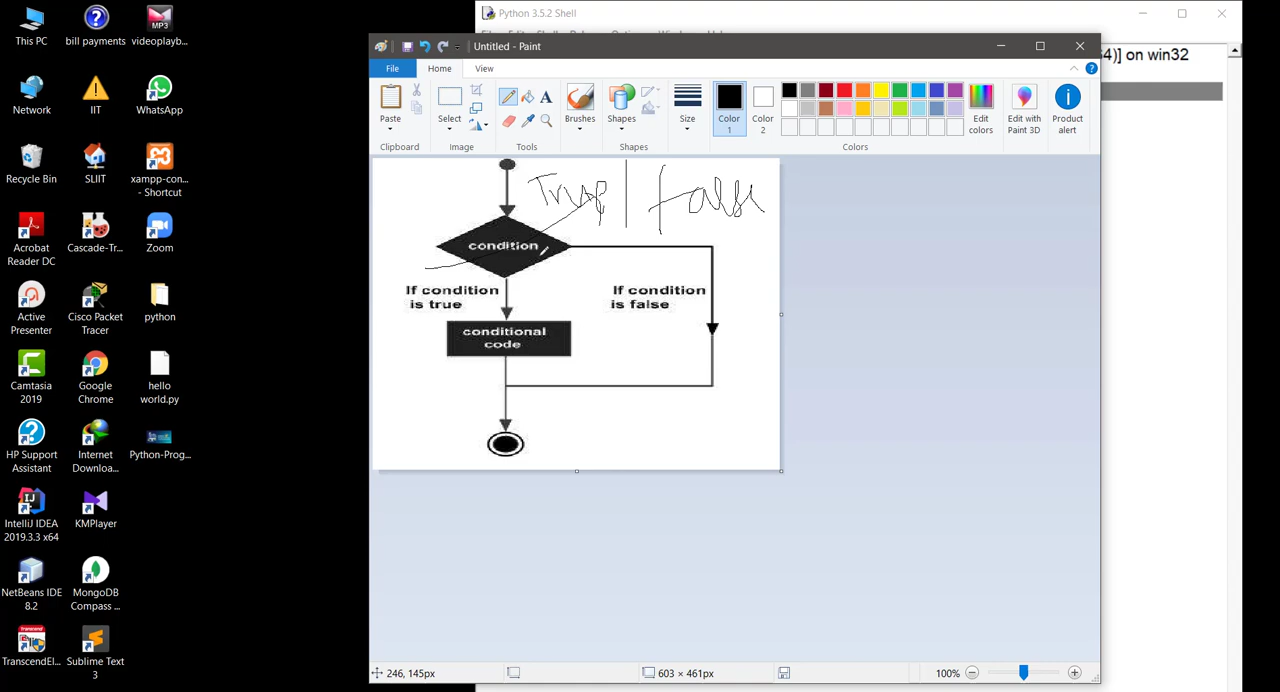 Python 3.5.2 Shell
Untitled - Paint
4)] on win32
File
Home
View
Paste
Select
Brushes
Shapes
Size
Color 1
Color 2
Edit colors
Edit with Paint 3D
Product alert
Clipboard
Image
Tools
Shapes
Colors
True | false
condition
If condition is true
If condition is false
conditional code
246, 145px
603 × 461px
100%
This PC
bill payments
videoplayb...
MP3
Network
IIT
WhatsApp
Recycle Bin
SLIIT
xampp-con... - Shortcut
Acrobat Reader DC
Cascade-Tr...
Zoom
Active Presenter
Cisco Packet Tracer
python
Camtasia 2019
Google Chrome
hello world.py
HP Support Assistant
Internet Downloa...
Python-Prog...
IntelliJ IDEA 2019.3.3 x64
KMPlayer
NetBeans IDE 8.2
MongoDB Compass ...
TranscendEl...
Sublime Text 3